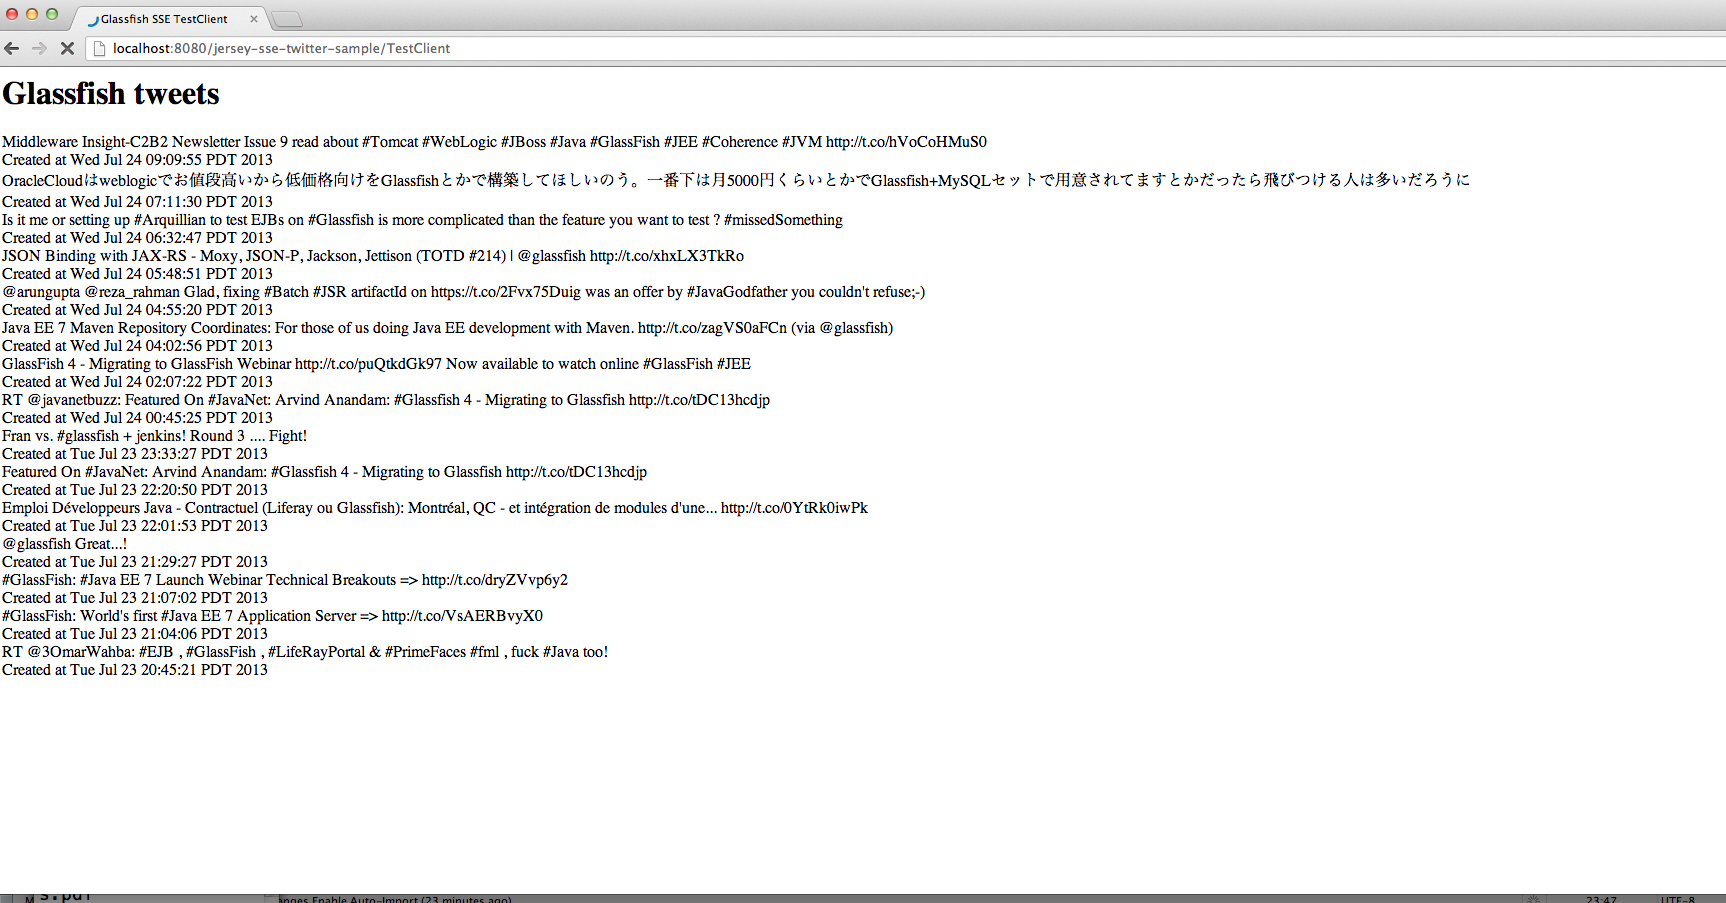 Glassfish SSE TestClient
localhost:8080/jersey-sse-twitter-sample/TestClient
Glassfish tweets
Middleware Insight-C2B2 Newsletter Issue 9 read about #Tomcat #WebLogic #JBoss #Java #GlassFish #JEE #Coherence #JVM http://t.co/hVoCoHMuS0
Created at Wed Jul 24 09:09:55 PDT 2013
OracleCloudはweblogicでお値段高いから低価格向けをGlassfishとかで構築してほしいのう。一番下は月5000円くらいとかでGlassfish+MySQLセットで用意されてますとかだったら飛びつける人は多いだろうに
Created at Wed Jul 24 07:11:30 PDT 2013
Is it me or setting up #Arquillian to test EJBs on #Glassfish is more complicated than the feature you want to test ? #missedSomething
Created at Wed Jul 24 06:32:47 PDT 2013
JSON Binding with JAX-RS - Moxy, JSON-P, Jackson, Jettison (TOTD #214) | @glassfish http://t.co/xhxLX3TkRo
Created at Wed Jul 24 05:48:51 PDT 2013
@arungupta @reza_rahman Glad, fixing #Batch #JSR artifactId on https://t.co/2Fvx75Duig was an offer by #JavaGodfather you couldn't refuse;-)
Created at Wed Jul 24 04:55:20 PDT 2013
Java EE 7 Maven Repository Coordinates: For those of us doing Java EE development with Maven. http://t.co/zagVS0aFCn (via @glassfish)
Created at Wed Jul 24 04:02:56 PDT 2013
GlassFish 4 - Migrating to GlassFish Webinar http://t.co/puQtkdGk97 Now available to watch online #GlassFish #JEE
Created at Wed Jul 24 02:07:22 PDT 2013
RT @javanetbuzz: Featured On #JavaNet: Arvind Anandam: #Glassfish 4 - Migrating to Glassfish http://t.co/tDC13hcdjp
Created at Wed Jul 24 00:45:25 PDT 2013
Fran vs. #glassfish + jenkins! Round 3 .... Fight!
Created at Tue Jul 23 23:33:27 PDT 2013
Featured On #JavaNet: Arvind Anandam: #Glassfish 4 - Migrating to Glassfish http://t.co/tDC13hcdjp
Created at Tue Jul 23 22:20:50 PDT 2013
Emploi Développeurs Java - Contractuel (Liferay ou Glassfish): Montréal, QC - et intégration de modules d'une... http://t.co/0YtRk0iwPk
Created at Tue Jul 23 22:01:53 PDT 2013
@glassfish Great...!
Created at Tue Jul 23 21:29:27 PDT 2013
#GlassFish: #Java EE 7 Launch Webinar Technical Breakouts => http://t.co/dryZVvp6y2
Created at Tue Jul 23 21:07:02 PDT 2013
#GlassFish: World's first #Java EE 7 Application Server => http://t.co/VsAERBvyX0
Created at Tue Jul 23 21:04:06 PDT 2013
RT @3OmarWahba: #EJB , #GlassFish , #LifeRayPortal & #PrimeFaces #fml , fuck #Java too!
Created at Tue Jul 23 20:45:21 PDT 2013
anges Enable Auto-Import (23 minutes ago)
23:47 UTF-8